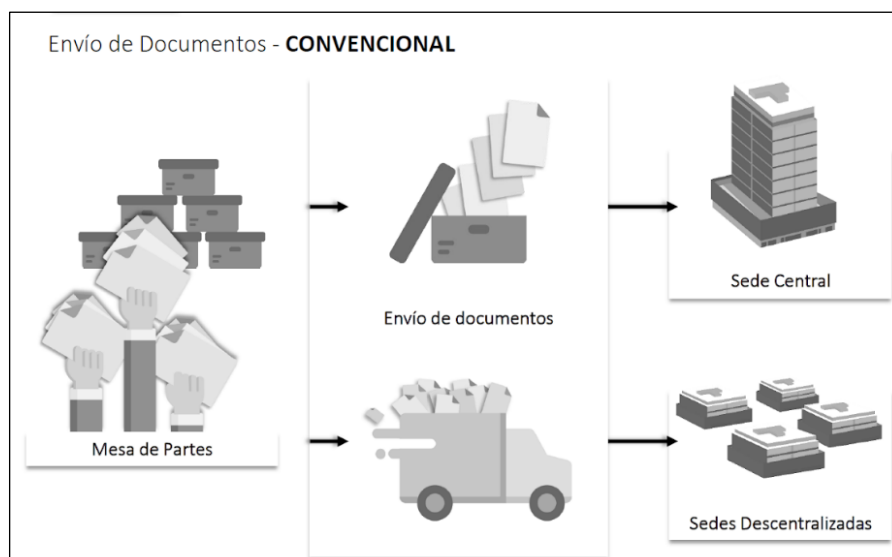 Envío de Documentos - CONVENCIONAL
Mesa de Partes
Envío de documentos
Sede Central
Sedes Descentralizadas